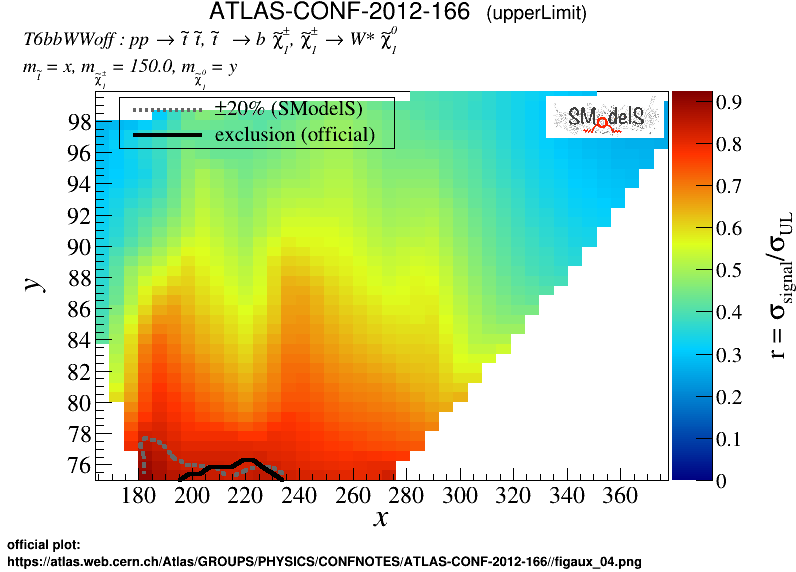 ATLAS-CONF-2012-166 (upperLimit)
T6bbWWoff : pp → t̃ t̃, t̃ → b χ̃₁±, χ̃₁± → W* χ̃₁⁰
m_t̃ = x, m_χ̃₁± = 150.0, m_χ̃₁⁰ = y
±20% (SModelS)
exclusion (official)
SModelS
98
96
94
92
90
88
86
84
82
80
78
76
y
180 200 220 240 260 280 300 320 340 360
x
0.9
0.8
0.7
0.6
0.5
0.4
0.3
0.2
0.1
0
r = σ_signal/σ_UL
official plot:
https://atlas.web.cern.ch/Atlas/GROUPS/PHYSICS/CONFNOTES/ATLAS-CONF-2012-166//figaux_04.png